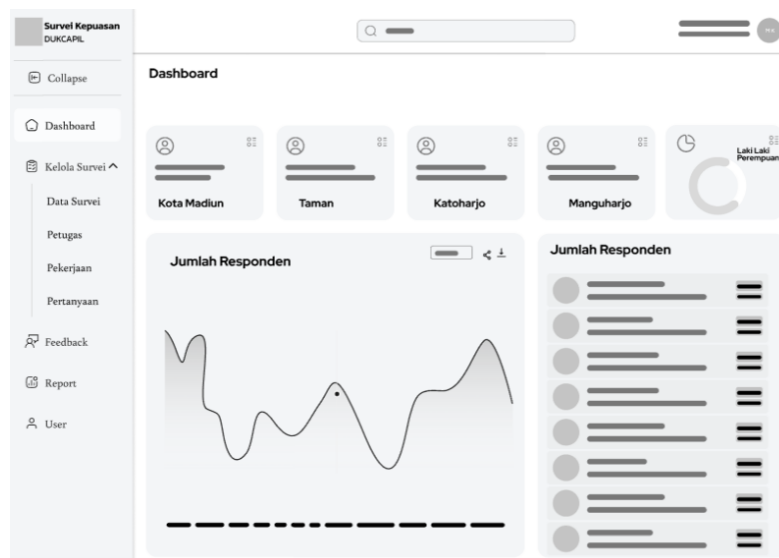 Survei Kepuasan
DUKCAPIL
Collapse
Dashboard
Kelola Survei
Data Survei
Petugas
Pekerjaan
Pertanyaan
Feedback
Report
User
Dashboard
Kota Madiun
Taman
Katoharjo
Manguharjo
Laki Laki
Perempuan
Jumlah Responden
Jumlah Responden